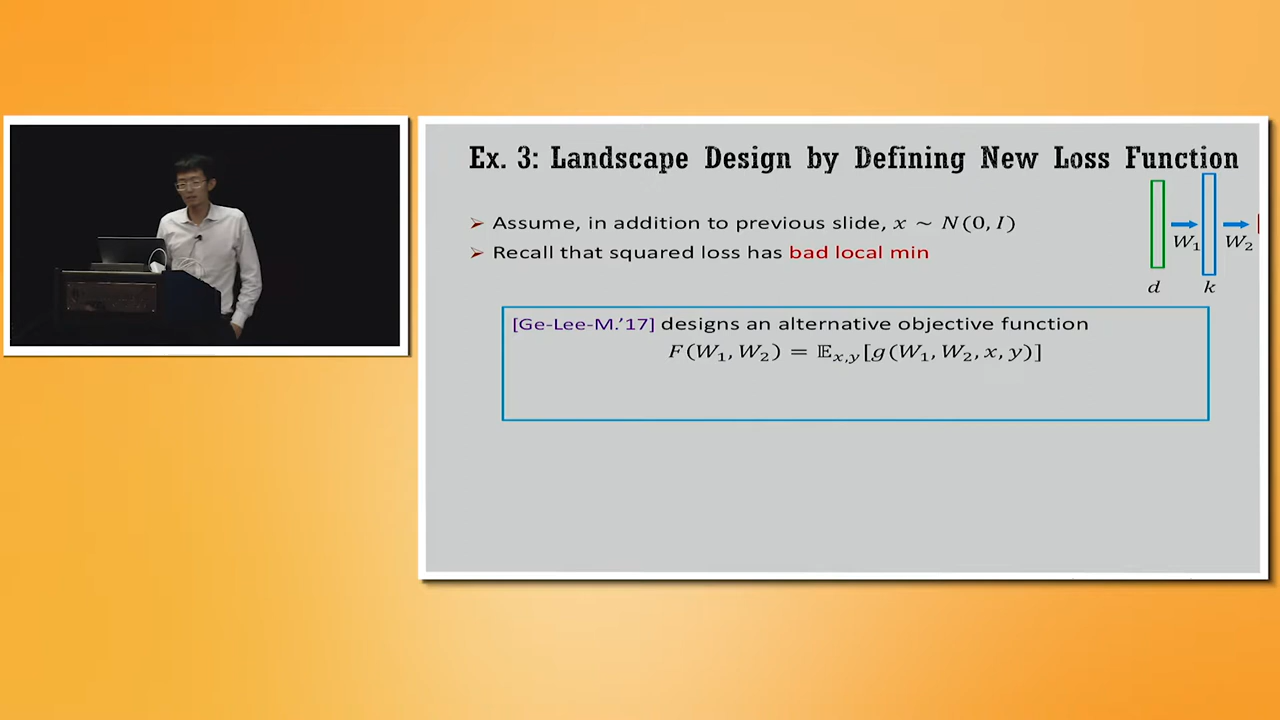 Ex. 3: Landscape Design by Defining New Loss Function
➢ Assume, in addition to previous slide, x ~ N(0, I)
➢ Recall that squared loss has bad local min
W₁ W₂
d k
[Ge-Lee-M.'17] designs an alternative objective function
F(W₁, W₂) = 𝔼ₓ,ᵧ[g(W₁, W₂, x, y)]